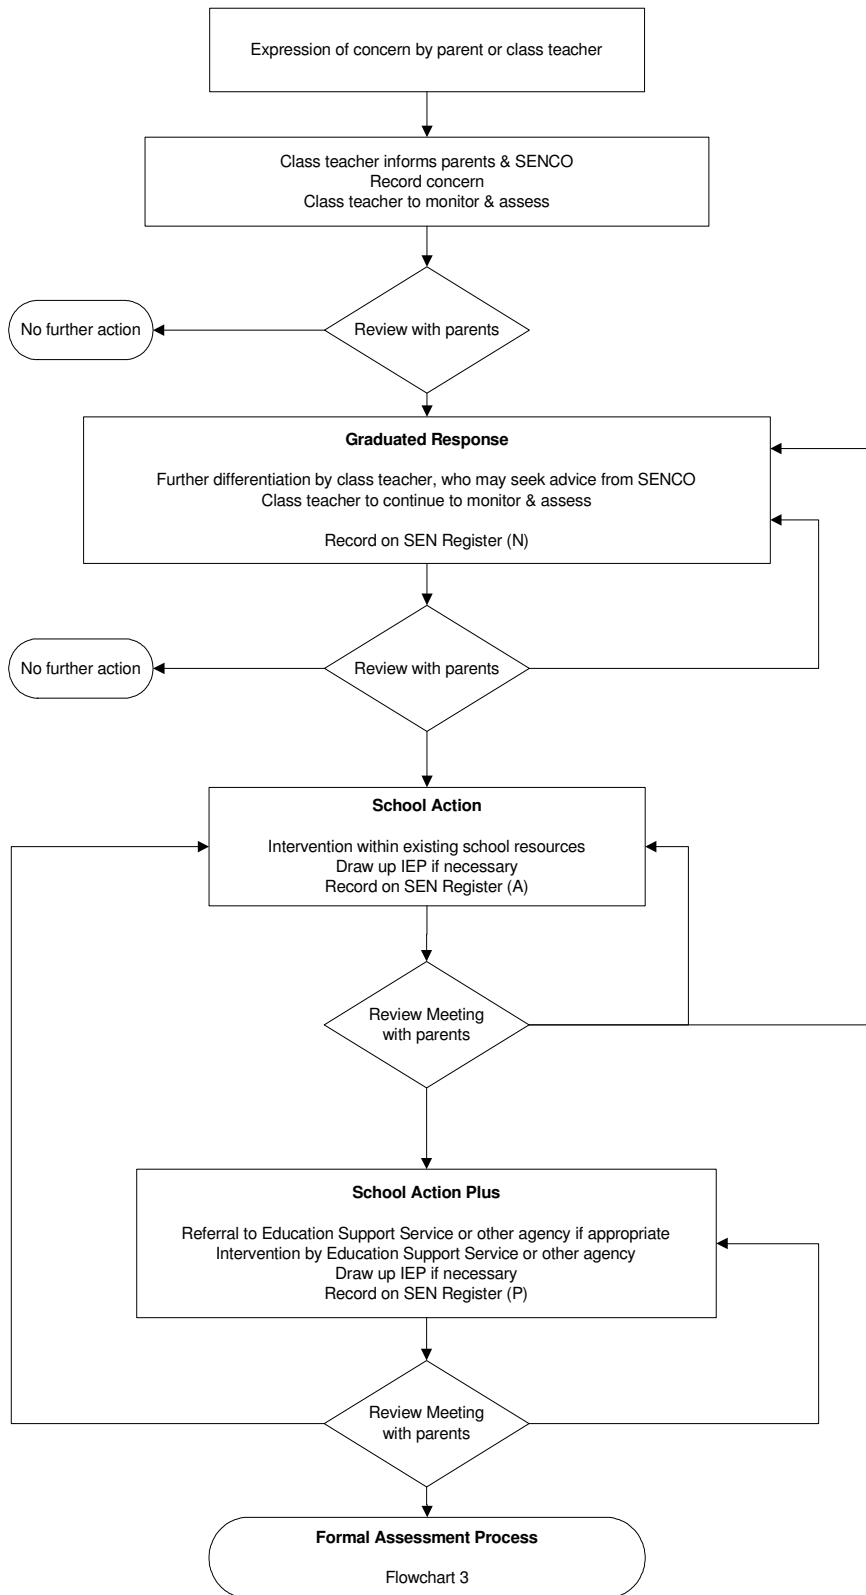 Expression of concern by parent or class teacher
Class teacher informs parents & SENCO
Record concern
Class teacher to monitor & assess
No further action
Review with parents
Graduated Response
Further differentiation by class teacher, who may seek advice from SENCO
Class teacher to continue to monitor & assess
Record on SEN Register (N)
No further action
Review with parents
School Action
Intervention within existing school resources
Draw up IEP if necessary
Record on SEN Register (A)
Review Meeting
with parents
School Action Plus
Referral to Education Support Service or other agency if appropriate
Intervention by Education Support Service or other agency
Draw up IEP if necessary
Record on SEN Register (P)
Review Meeting
with parents
Formal Assessment Process
Flowchart 3